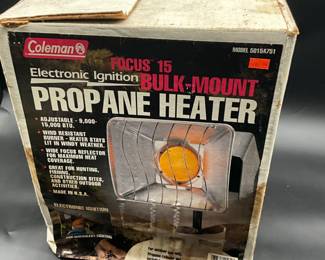 Coleman
MODEL 5015A751
FOCUS 15
Electronic Ignition BULK-MOUNT
PROPANE HEATER
• ADJUSTABLE - 9,000-
15,000 BTU.
• WIND RESISTANT
BURNER - HEATER STAYS
LIT IN WINDY WEATHER.
• WIDE FOCUS REFLECTOR
FOR MAXIMUM HEAT
COVERAGE.
• GREAT FOR HUNTING,
FISHING,
CONSTRUCTION SITES,
AND OTHER OUTDOOR
ACTIVITIES.
• MADE IN U.S.A.
ELECTRONIC IGNITION